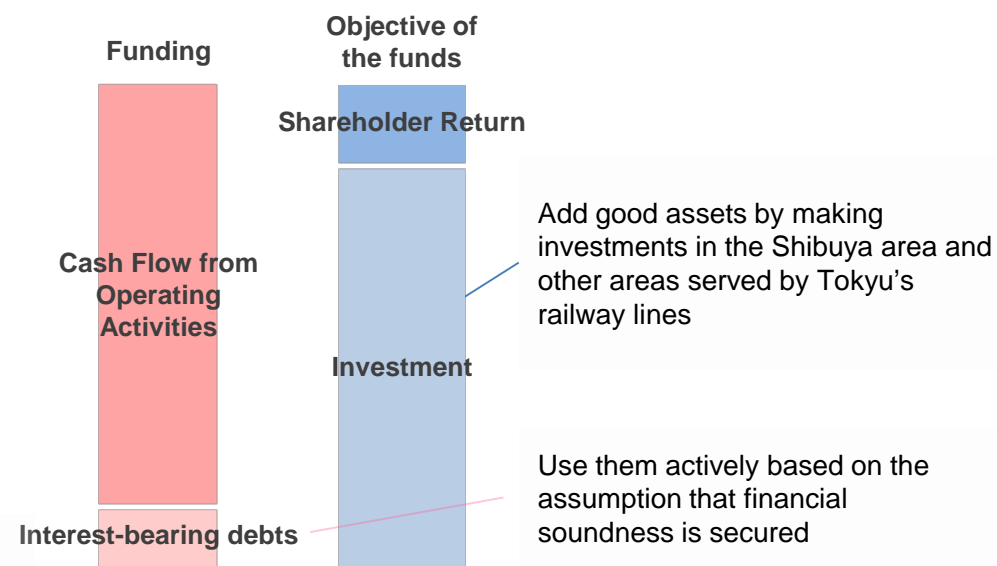 Funding
Objective of
the funds
Shareholder Return
Cash Flow from
Operating
Activities
Investment
Interest-bearing debts
Add good assets by making
investments in the Shibuya area and
other areas served by Tokyu's
railway lines
Use them actively based on the
assumption that financial
soundness is secured